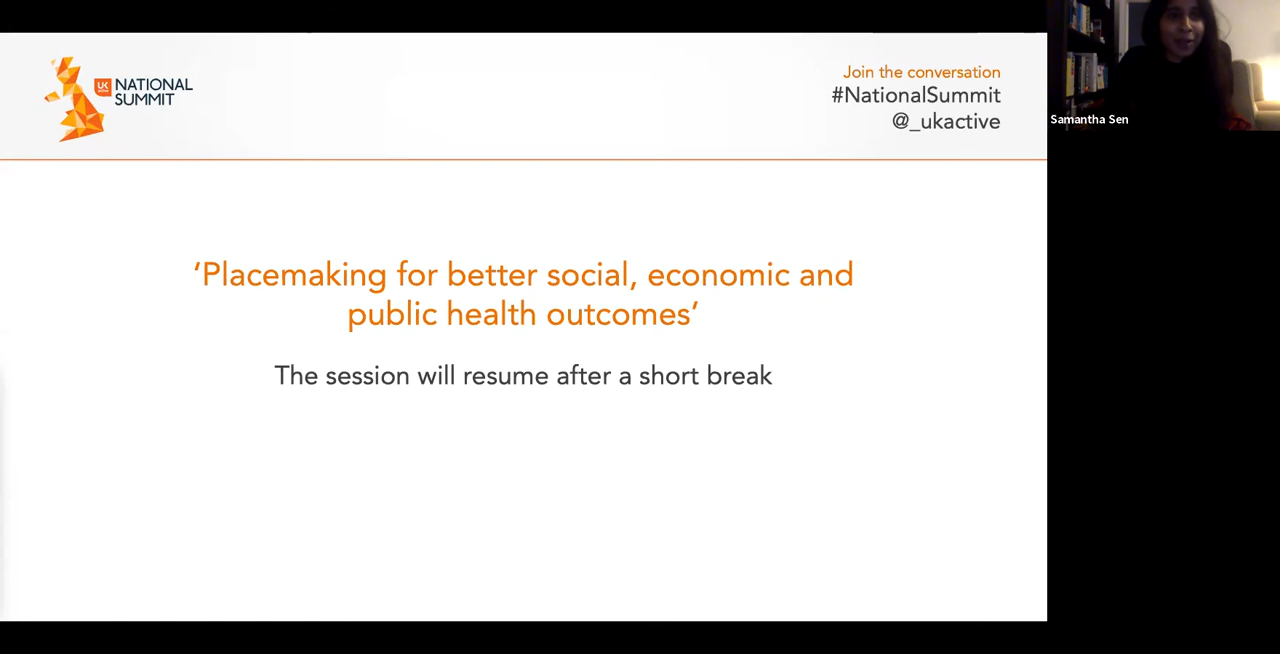 UK
NATIONAL
SUMMIT
Join the conversation
#NationalSummit
@_ukactive
Samantha Sen
‘Placemaking for better social, economic and
public health outcomes’
The session will resume after a short break